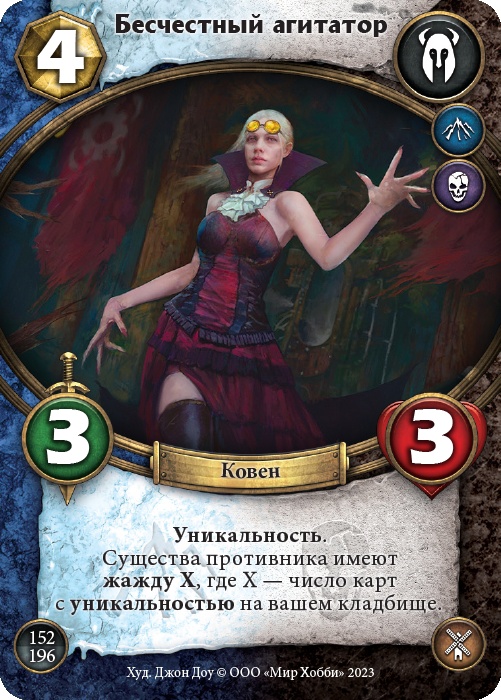 Бесчестный агитатор
4
3
3
Ковен
Уникальность.
Существа противника имеют
жажду X, где X — число карт
с уникальностью на вашем кладбище.
152
196
Худ. Джон Доу © ООО «Мир Хобби» 2023